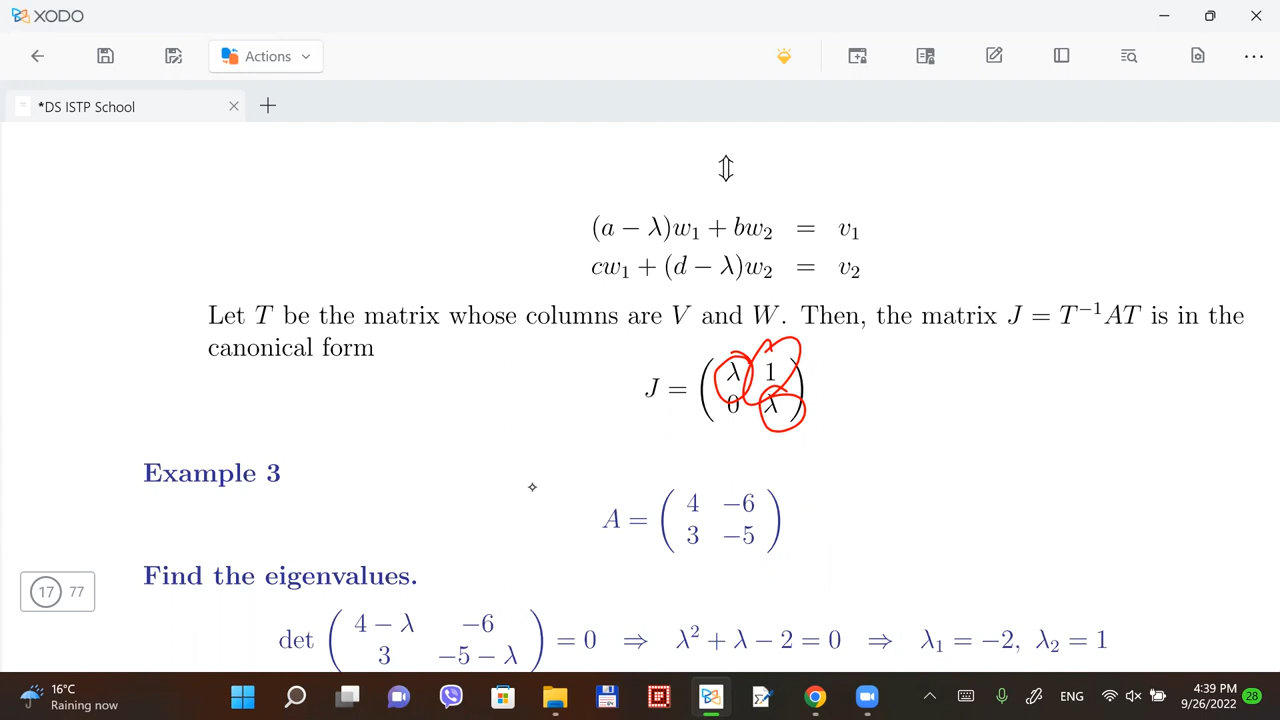 XODO
Actions
*DS ISTP School
⇕
(a − λ)w₁ + bw₂ = v₁
cw₁ + (d − λ)w₂ = v₂
Let T be the matrix whose columns are V and W. Then, the matrix J = T⁻¹AT is in the
canonical form
J = ( λ 1
0 λ )
Example 3
A = ( 4 −6
3 −5 )
Find the eigenvalues.
det ( 4 − λ −6
3 −5 − λ ) = 0 ⇒ λ² + λ − 2 = 0 ⇒ λ₁ = −2, λ₂ = 1
17 77
16°C
Raining now
ENG
4:39 PM
9/26/2022
28